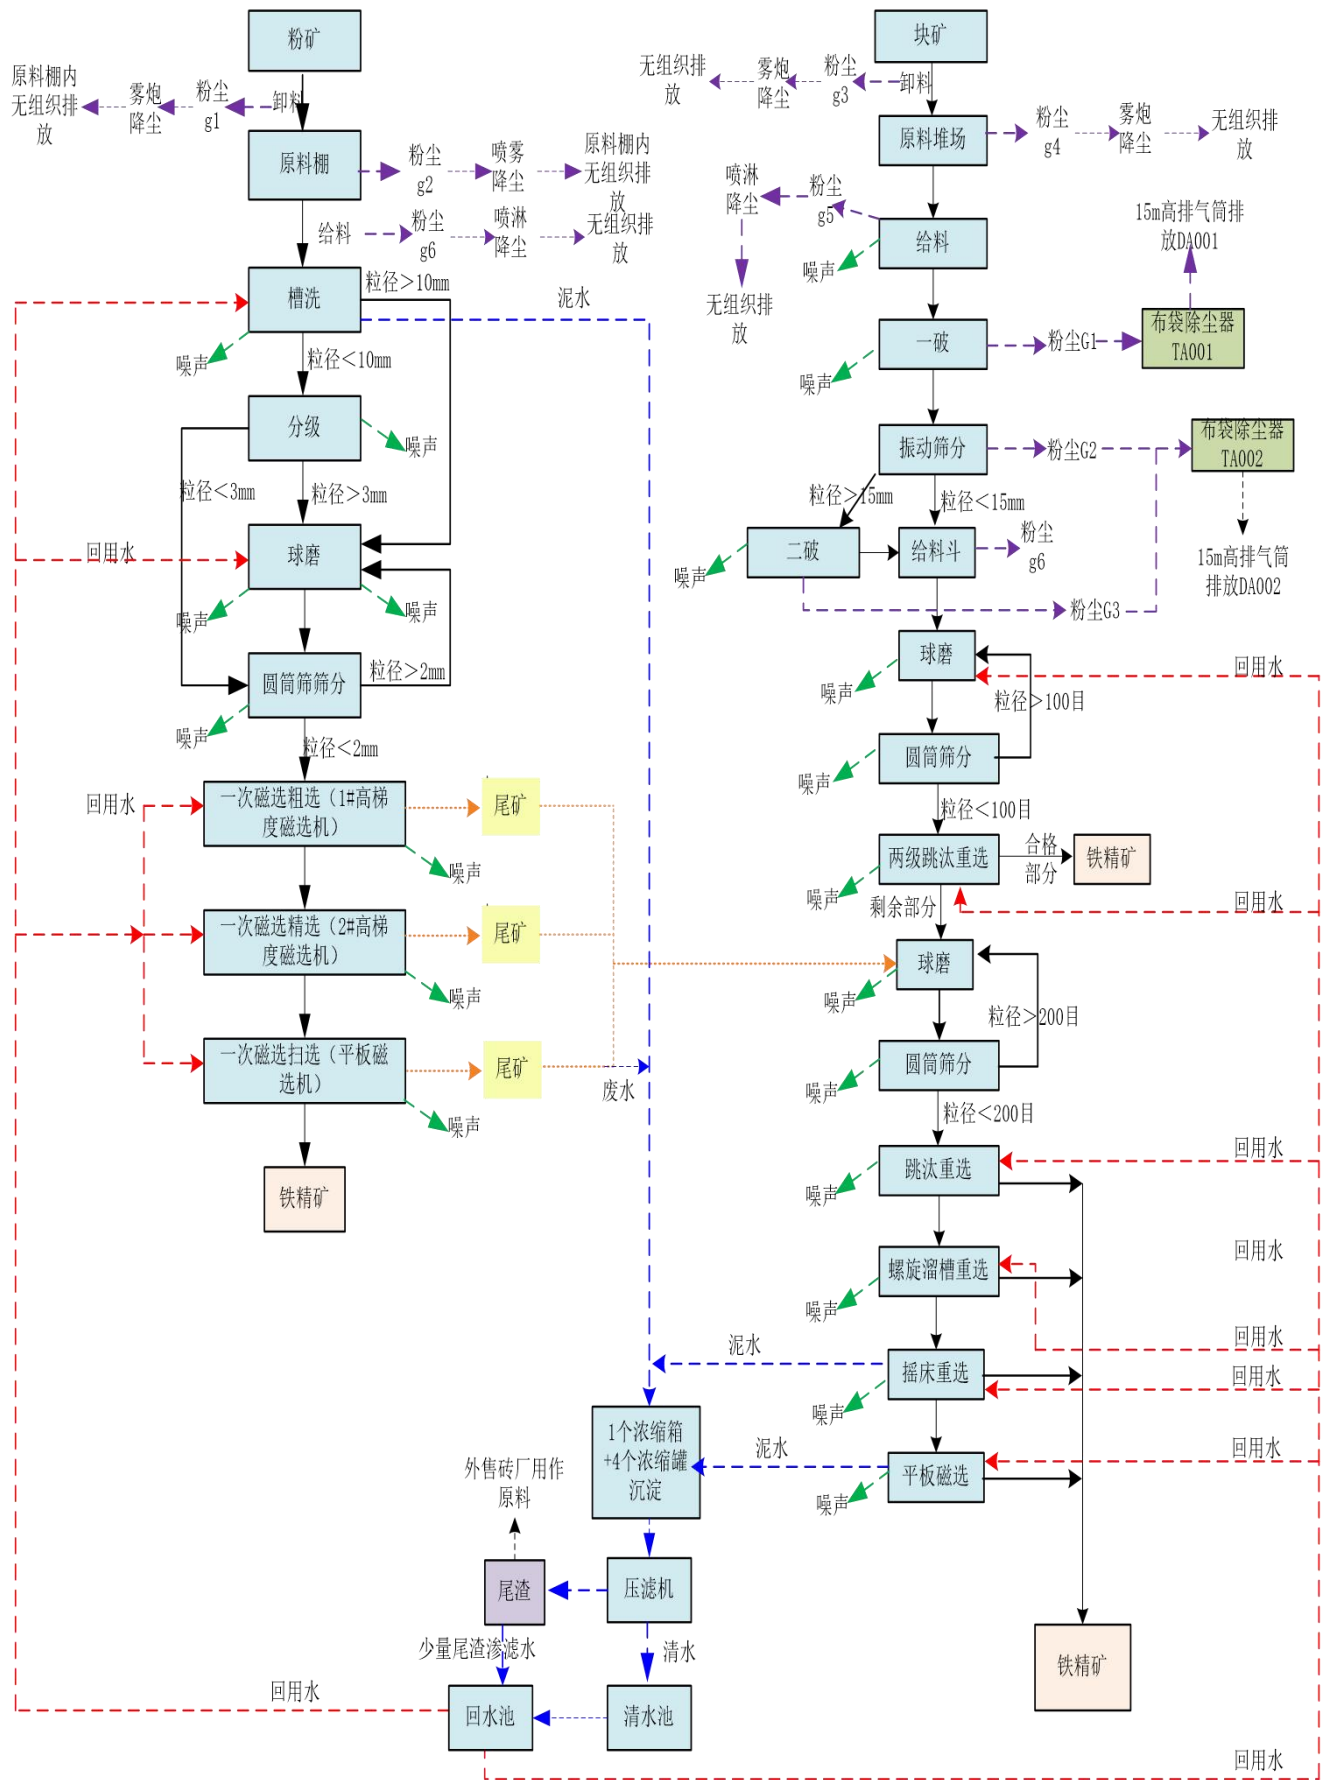 粉矿
原料棚内
无组织排
放
雾炮
降尘
粉尘
g1
卸料
原料棚
粉尘
g2
喷雾
降尘
原料棚内
无组织排
放
给料
粉尘
g6
喷淋
降尘
无组织排
放
槽洗
粒径>10mm
泥水
噪声
粒径<10mm
分级
噪声
粒径<3mm
粒径>3mm
回用水
球磨
噪声
噪声
圆筒筛筛分
粒径>2mm
噪声
粒径<2mm
回用水
一次磁选粗选（1#高梯
度磁选机）
尾矿
噪声
一次磁选精选（2#高梯
度磁选机）
尾矿
噪声
一次磁选扫选（平板磁
选机）
尾矿
废水
噪声
铁精矿
块矿
无组织排
放
雾炮
降尘
粉尘
g3
卸料
原料堆场
粉尘
g4
雾炮
降尘
无组织排
放
喷淋
降尘
粉尘
g5
无组织排
放
给料
噪声
15m高排气筒排
放DA001
一破
粉尘G1
布袋除尘器
TA001
噪声
振动筛分
粉尘G2
布袋除尘器
TA002
粒径>15mm
粒径<15mm
二破
给料斗
粉尘
g6
噪声
15m高排气筒
排放DA002
粉尘G3
球磨
回用水
噪声
粒径>100目
圆筒筛分
噪声
粒径<100目
两级跳汰重选
合格
部分
铁精矿
噪声
剩余部分
回用水
球磨
噪声
粒径>200目
圆筒筛分
噪声
粒径<200目
跳汰重选
回用水
噪声
螺旋溜槽重选
回用水
噪声
回用水
泥水
摇床重选
回用水
噪声
1个浓缩箱
+4个浓缩罐
沉淀
泥水
平板磁选
回用水
噪声
外售砖厂用作
原料
尾渣
压滤机
少量尾渣渗滤水
清水
铁精矿
回用水
回水池
清水池
回用水